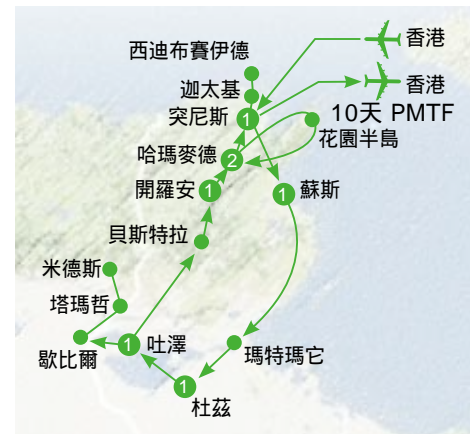 香港
西迪布賽伊德
香港
迦太基
10天 PMTF
突尼斯
1
花園半島
哈瑪麥德
2
開羅安
1
1
蘇斯
貝斯特拉
米德斯
塔瑪哲
歇比爾
1
吐澤
瑪特瑪它
1
杜茲